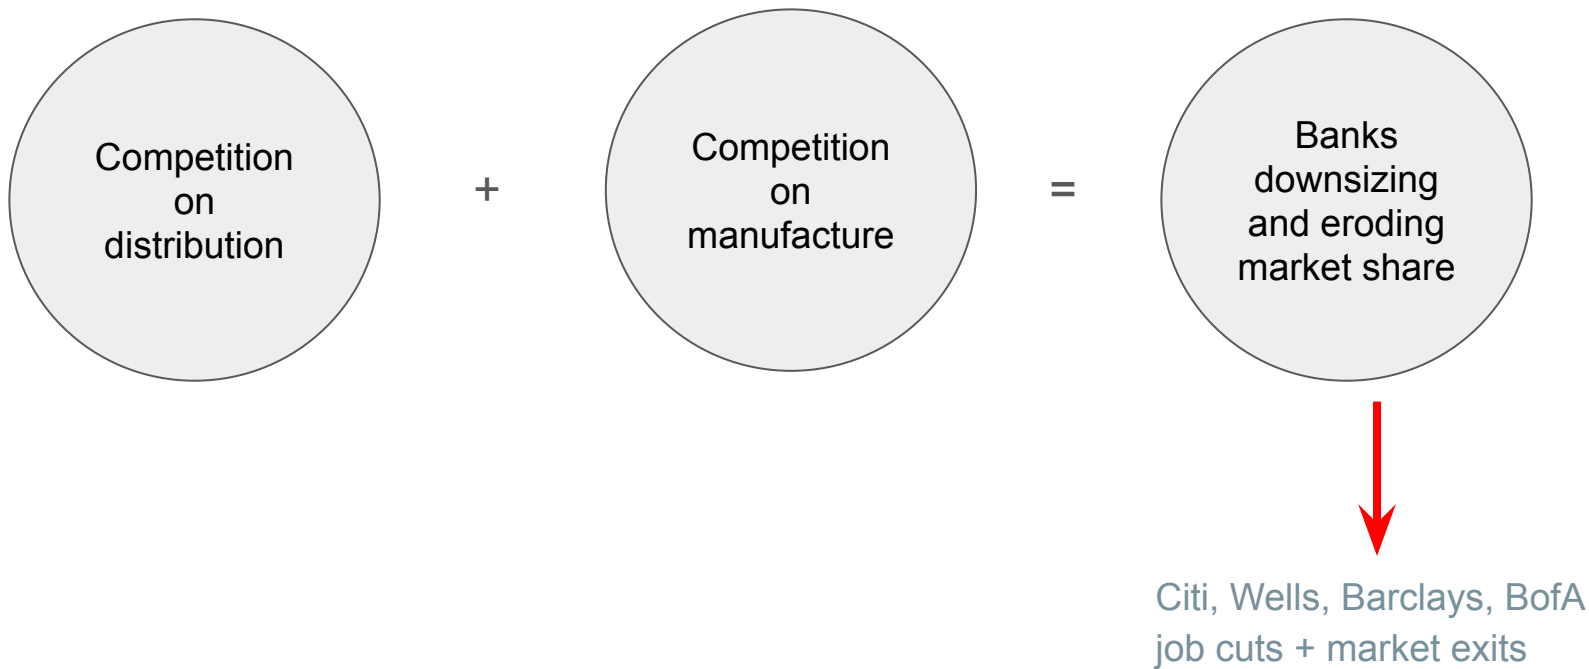 Competition
on
distribution
+
Competition
on
manufacture
=
Banks
downsizing
and eroding
market share
Citi, Wells, Barclays, BofA
job cuts + market exits